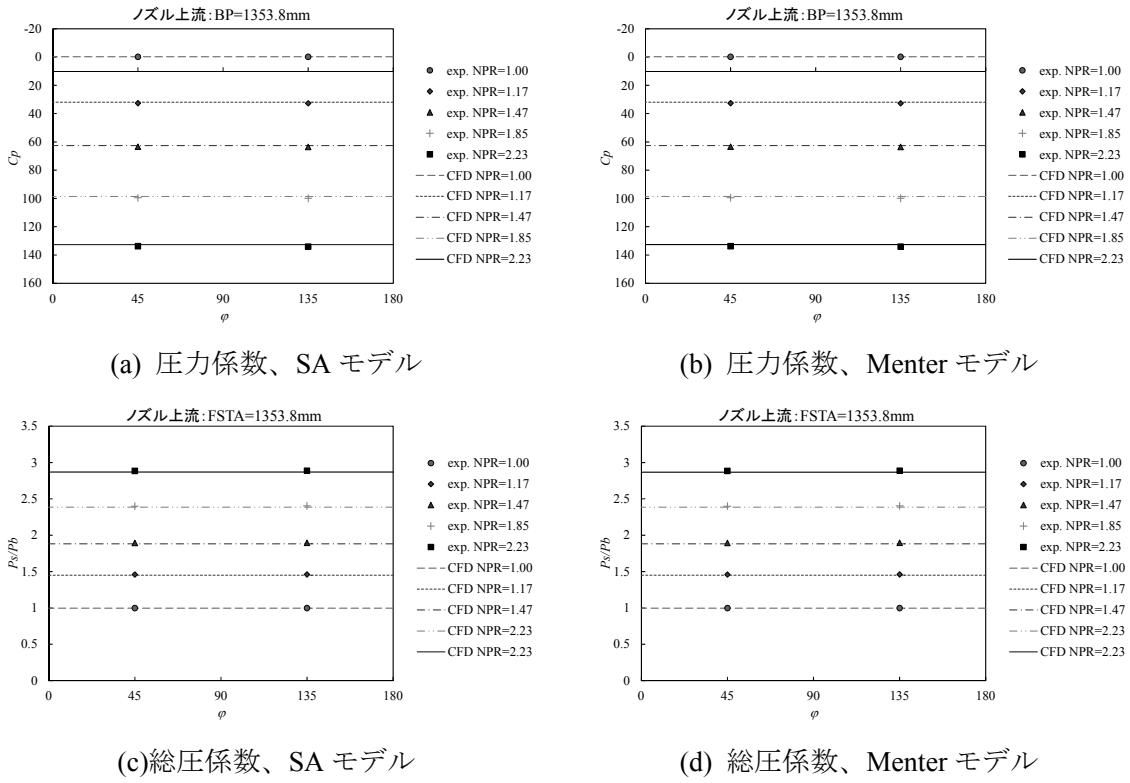 ノズル上流:BP=1353.8mm
-20
0
20
40
60
80
100
120
140
160
Cp
0
45
90
135
180
φ
exp. NPR=1.00
exp. NPR=1.17
exp. NPR=1.47
exp. NPR=1.85
exp. NPR=2.23
CFD NPR=1.00
CFD NPR=1.17
CFD NPR=1.47
CFD NPR=1.85
CFD NPR=2.23
(a) 圧力係数、SA モデル
ノズル上流:BP=1353.8mm
-20
0
20
40
60
80
100
120
140
160
Cp
0
45
90
135
180
φ
exp. NPR=1.00
exp. NPR=1.17
exp. NPR=1.47
exp. NPR=1.85
exp. NPR=2.23
CFD NPR=1.00
CFD NPR=1.17
CFD NPR=1.47
CFD NPR=1.85
CFD NPR=2.23
(b) 圧力係数、Menter モデル
ノズル上流:FSTA=1353.8mm
3.5
3
2.5
2
1.5
1
0.5
0
Ps/Pb
0
45
90
135
180
φ
exp. NPR=1.00
exp. NPR=1.17
exp. NPR=1.47
exp. NPR=1.85
exp. NPR=2.23
CFD NPR=1.00
CFD NPR=1.17
CFD NPR=1.47
CFD NPR=2.23
CFD NPR=2.23
(c)総圧係数、SA モデル
ノズル上流:FSTA=1353.8mm
3.5
3
2.5
2
1.5
1
0.5
0
Ps/Pb
0
45
90
135
180
φ
exp. NPR=1.00
exp. NPR=1.17
exp. NPR=1.47
exp. NPR=1.85
exp. NPR=2.23
CFD NPR=1.00
CFD NPR=1.17
CFD NPR=1.47
CFD NPR=2.23
CFD NPR=2.23
(d) 総圧係数、Menter モデル